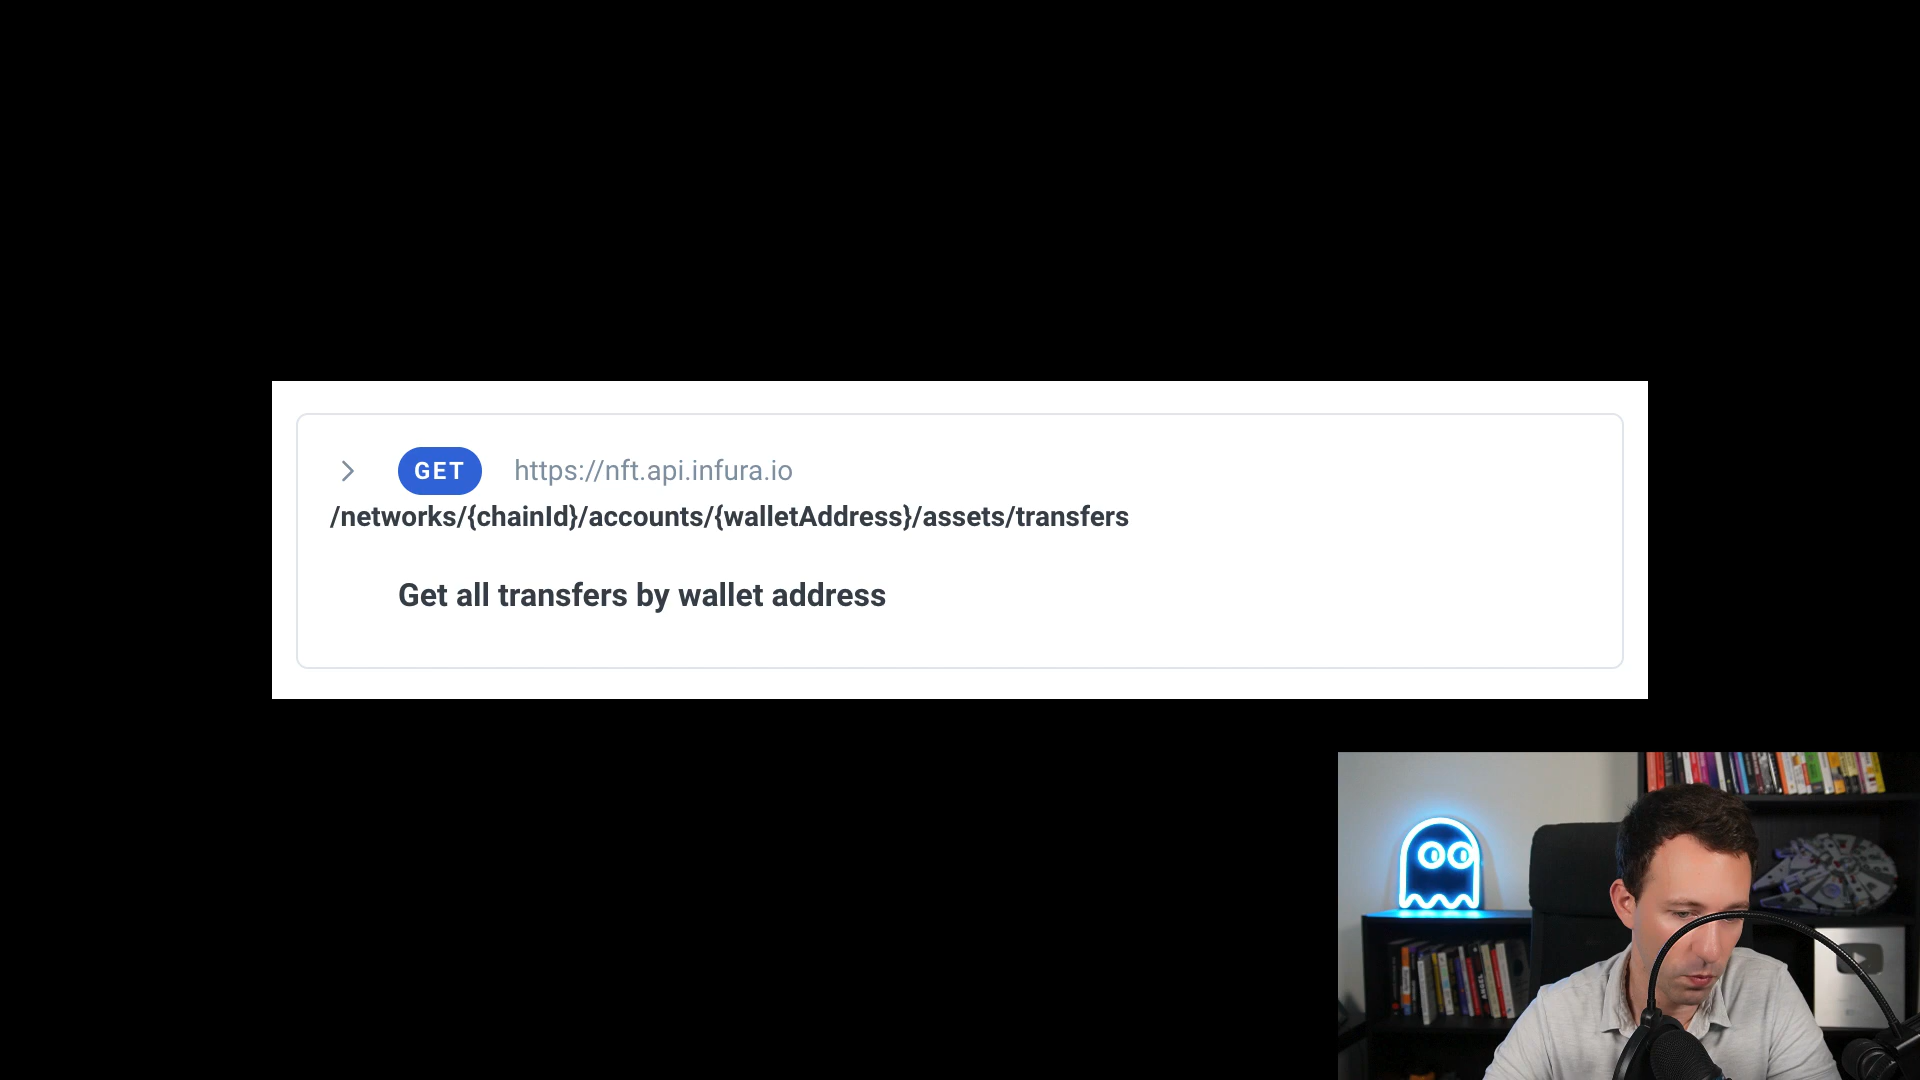 GET https://nft.api.infura.io
/networks/{chainId}/accounts/{walletAddress}/assets/transfers
Get all transfers by wallet address